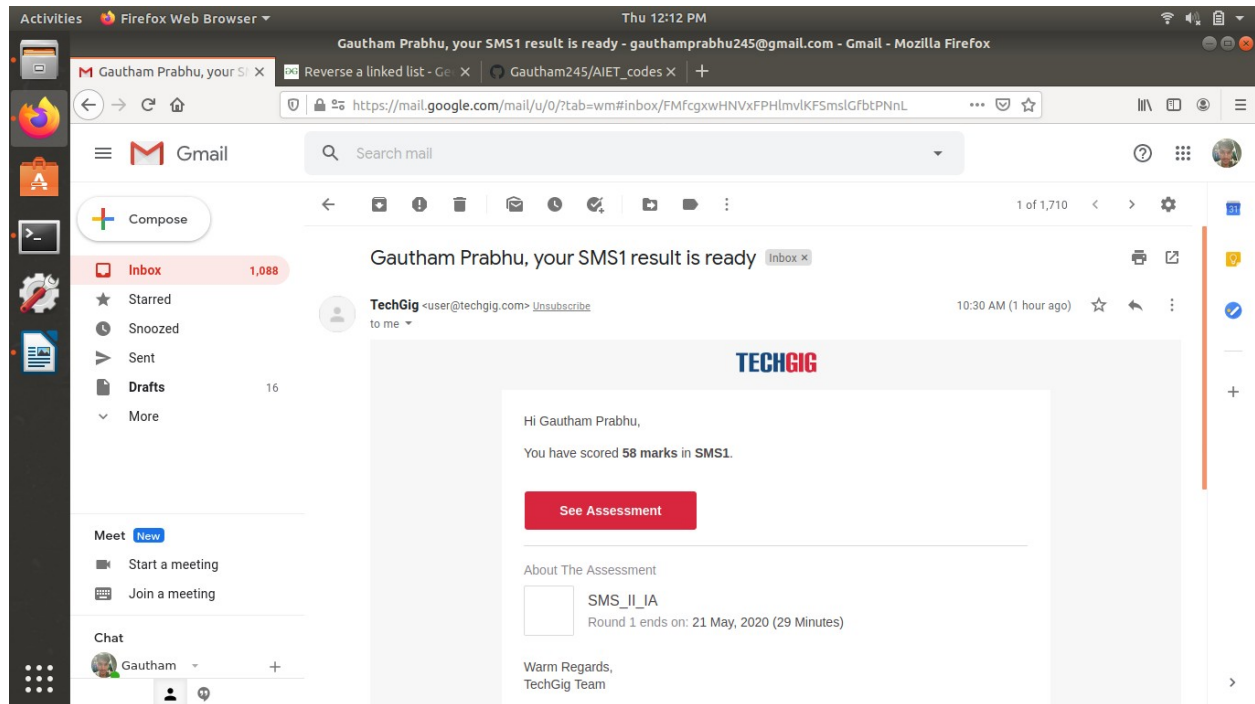 Activities Firefox Web Browser Thu 12:12 PM
Gautham Prabhu, your SMS1 result is ready - gauthamprabhu245@gmail.com - Gmail - Mozilla Firefox
Gautham Prabhu, your S Reverse a linked list - Ge Gautham245/AIET_codes
https://mail.google.com/mail/u/0/?tab=wm#inbox/FMfcgxwHNVxFPHlmvlKFSmslGfbtPNnL
Gmail
Search mail
Compose
1 of 1,710
31
Gautham Prabhu, your SMS1 result is ready Inbox ×
Inbox 1,088
Starred
TechGig <user@techgig.com> Unsubscribe 10:30 AM (1 hour ago)
to me
Snoozed
Sent
Drafts 16
More
TECHGIG
Hi Gautham Prabhu,
You have scored 58 marks in SMS1.
See Assessment
Meet New
Start a meeting
Join a meeting
About The Assessment
SMS_II_IA
Round 1 ends on: 21 May, 2020 (29 Minutes)
Chat
Gautham
Warm Regards,
TechGig Team